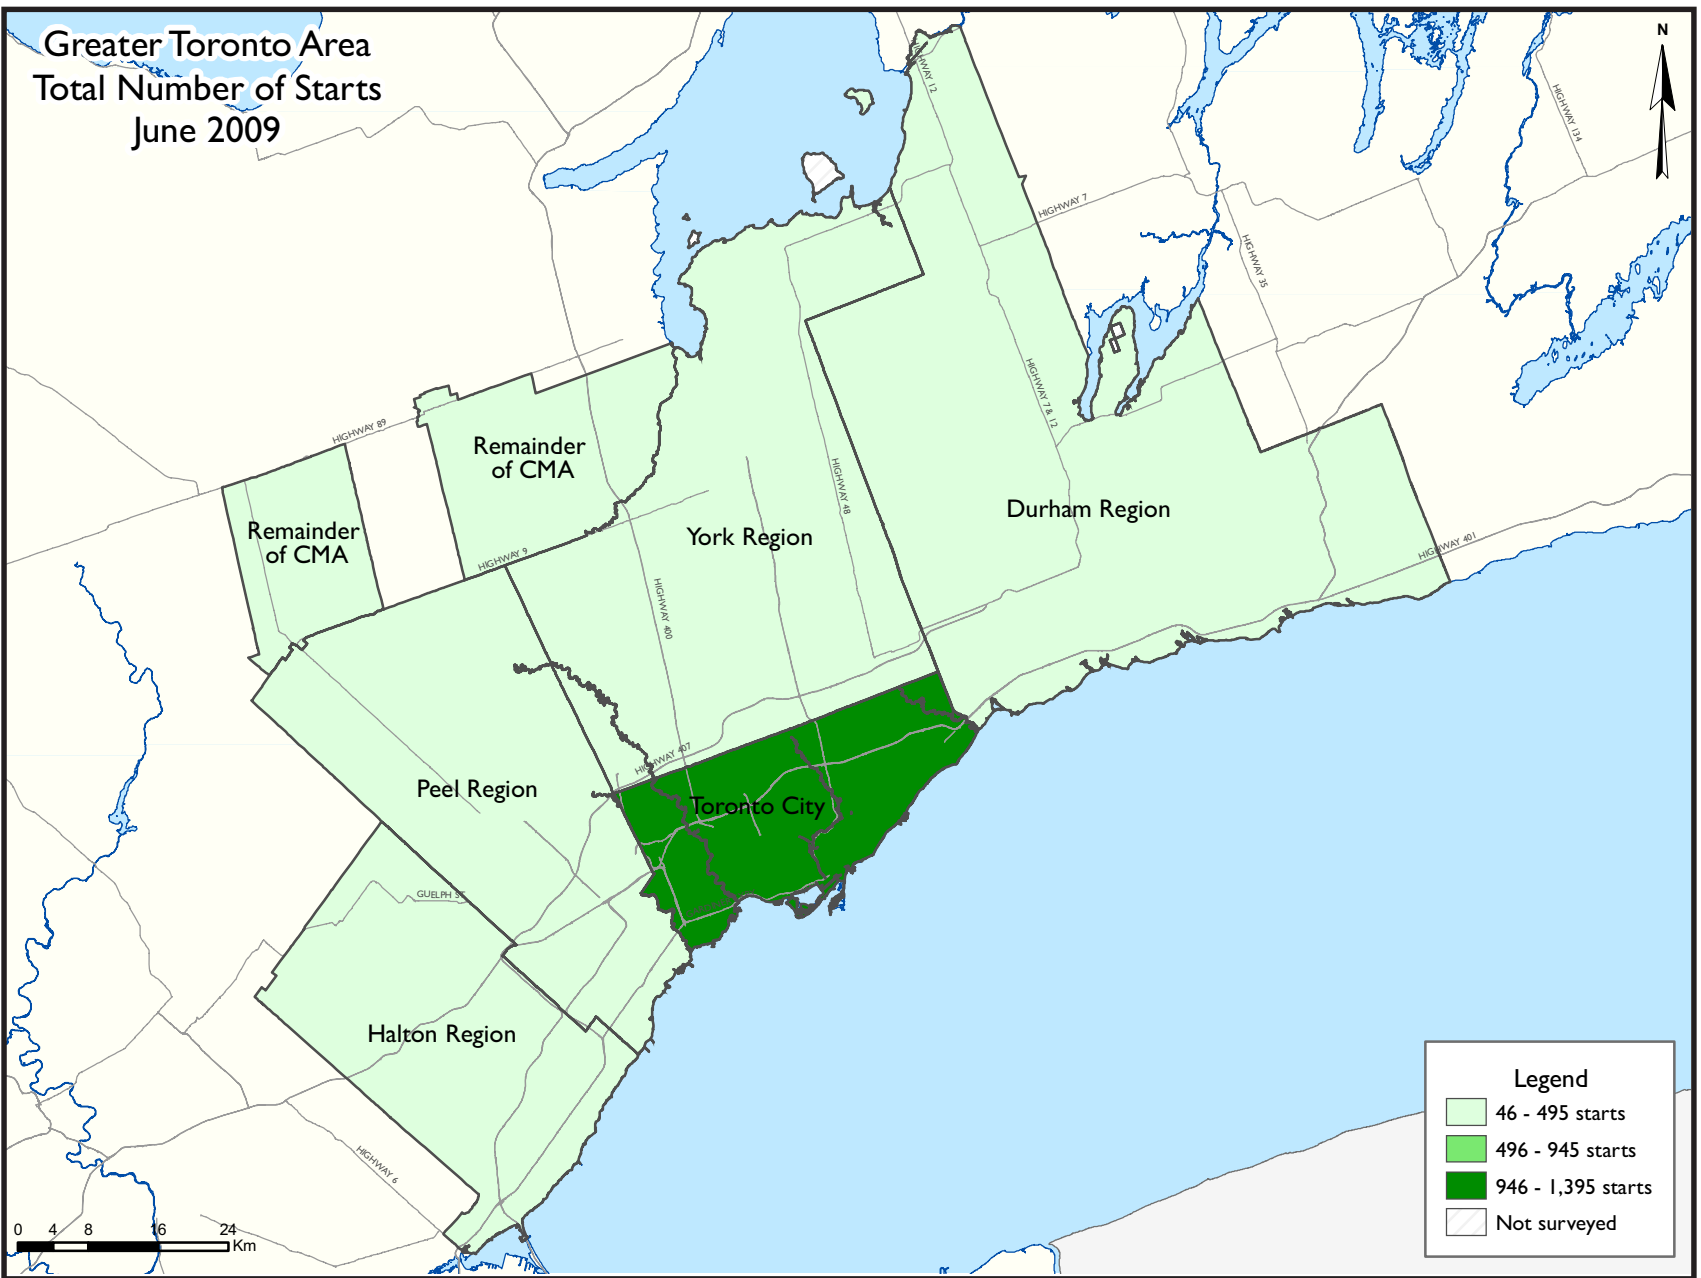 Greater Toronto Area
Total Number of Starts
June 2009
N
HIGHWAY 12
HIGHWAY 134
HIGHWAY 7
HIGHWAY 35
HIGHWAY 89
HIGHWAY 7 & 12
Remainder
of CMA
HIGHWAY 48
Remainder
of CMA
York Region
Durham Region
HIGHWAY 9
HIGHWAY 401
HIGHWAY 400
HIGHWAY 407
Peel Region
Toronto City
GUELPH ST
Halton Region
HIGHWAY 6
Legend
46 - 495 starts
496 - 945 starts
946 - 1,395 starts
Not surveyed
0 4 8 16 24
Km